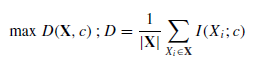 max D(X, c) ; D = 1/|X| ∑_{X_i∈X} I(X_i; c)